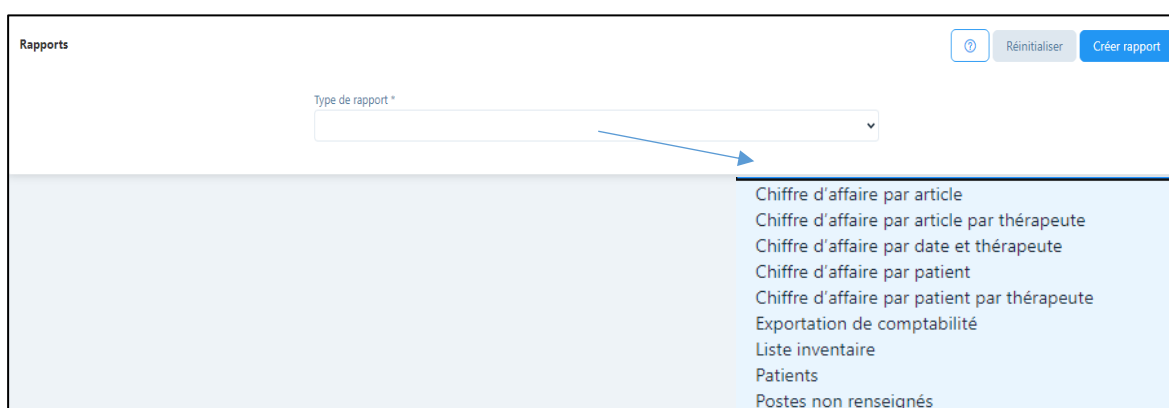 Rapports
Réinitialiser
Créer rapport
Type de rapport *
Chiffre d'affaire par article
Chiffre d'affaire par article par thérapeute
Chiffre d'affaire par date et thérapeute
Chiffre d'affaire par patient
Chiffre d'affaire par patient par thérapeute
Exportation de comptabilité
Liste inventaire
Patients
Postes non renseignés